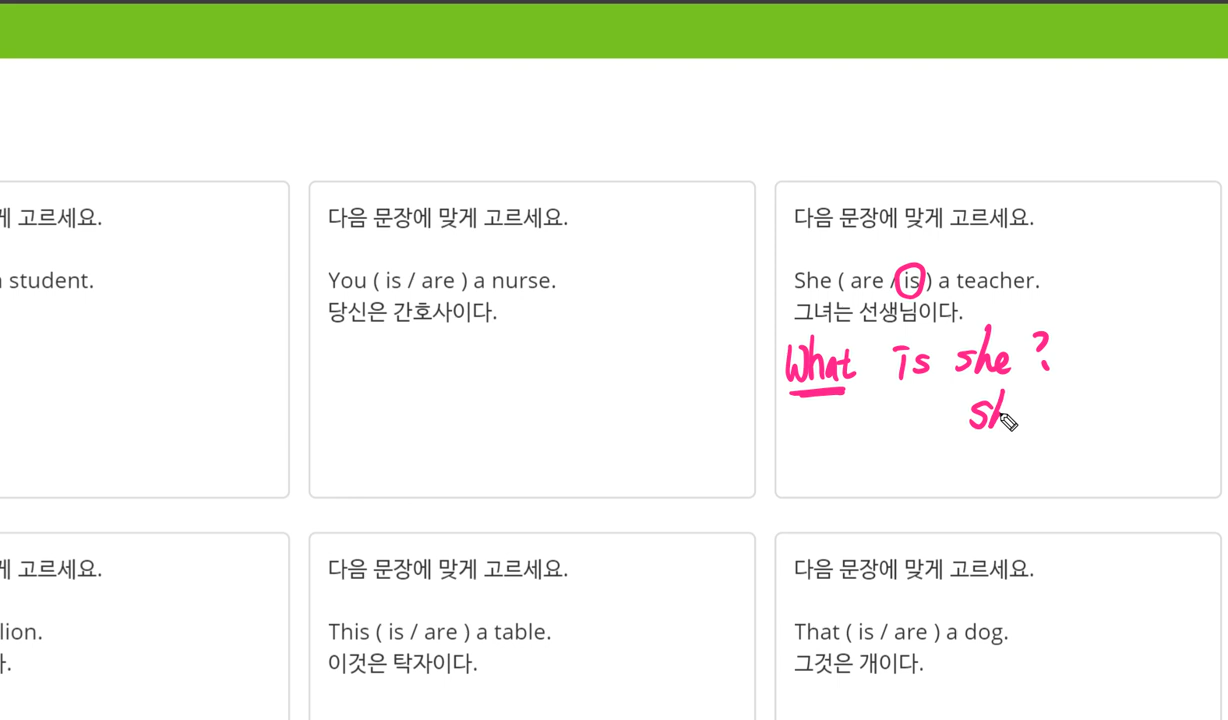 게 고르세요.
student.
다음 문장에 맞게 고르세요.
You ( is / are ) a nurse.
당신은 간호사이다.
다음 문장에 맞게 고르세요.
She ( are / is ) a teacher.
그녀는 선생님이다.
What is she ?
sh
게 고르세요.
lion.
다음 문장에 맞게 고르세요.
This ( is / are ) a table.
이것은 탁자이다.
다음 문장에 맞게 고르세요.
That ( is / are ) a dog.
그것은 개이다.